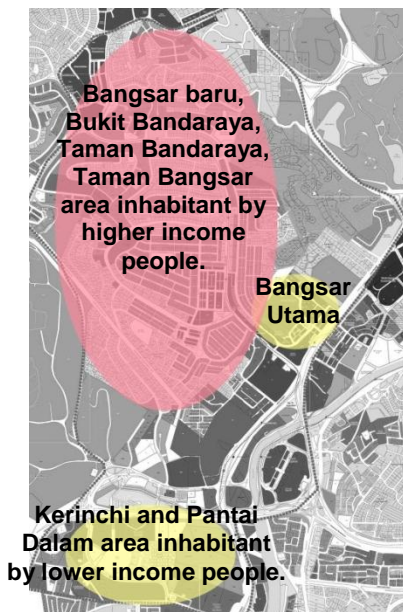 Bangsar baru,
Bukit Bandaraya,
Taman Bandaraya,
Taman Bangsar
area inhabitant by
higher income
people.
Bangsar
Utama
Kerinchi and Pantai
Dalam area inhabitant
by lower income people.